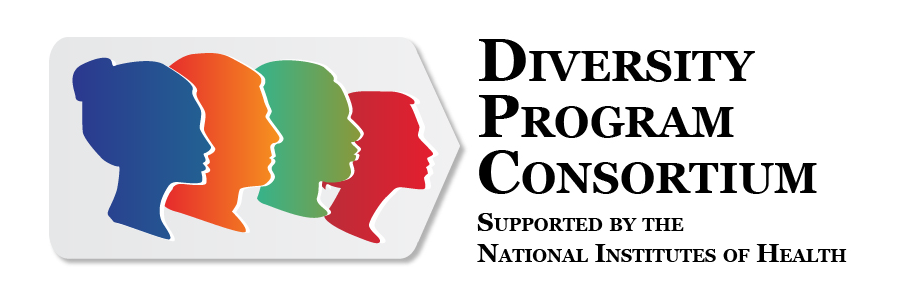 Diversity
Program
Consortium
Supported by the
National Institutes of Health